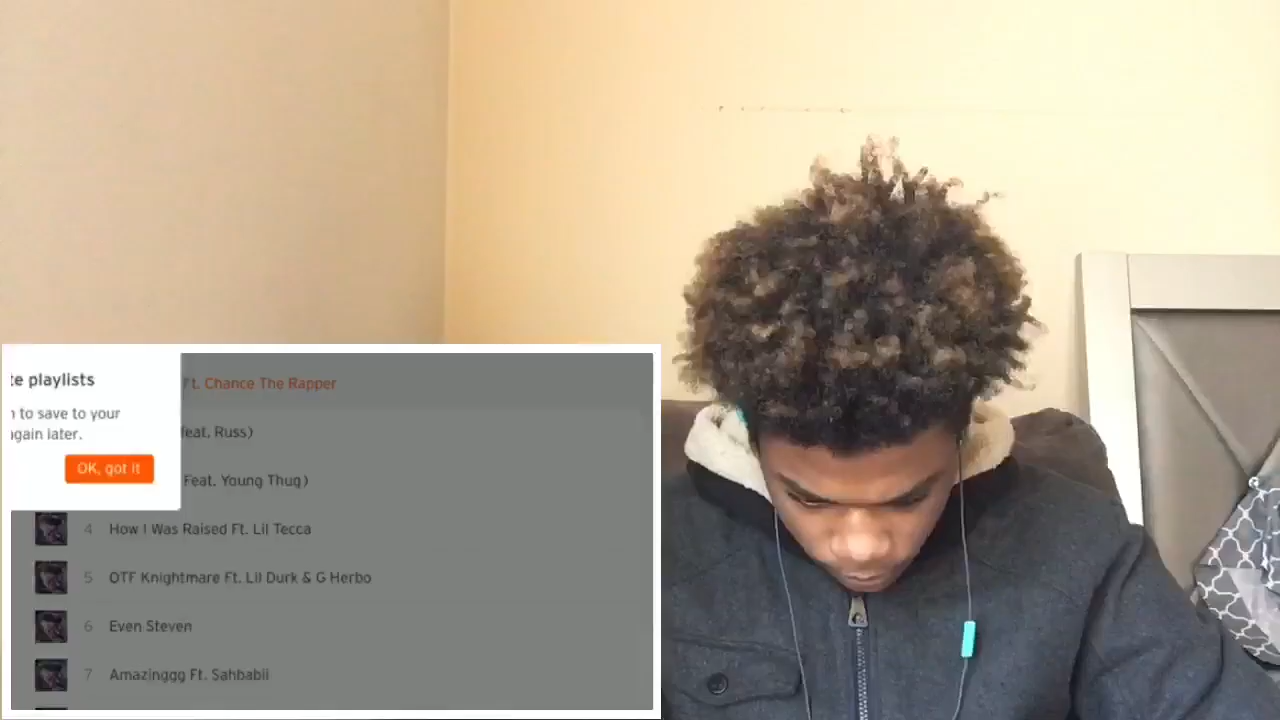 te playlists
to save to your
again later.
OK, got it
Ft. Chance The Rapper
feat. Russ)
Feat. Young Thug)
4 How I Was Raised Ft. Lil Tecca
5 OTF Knightmare Ft. Lil Durk & G Herbo
6 Even Steven
7 Amazinggg Ft. Sahbabii